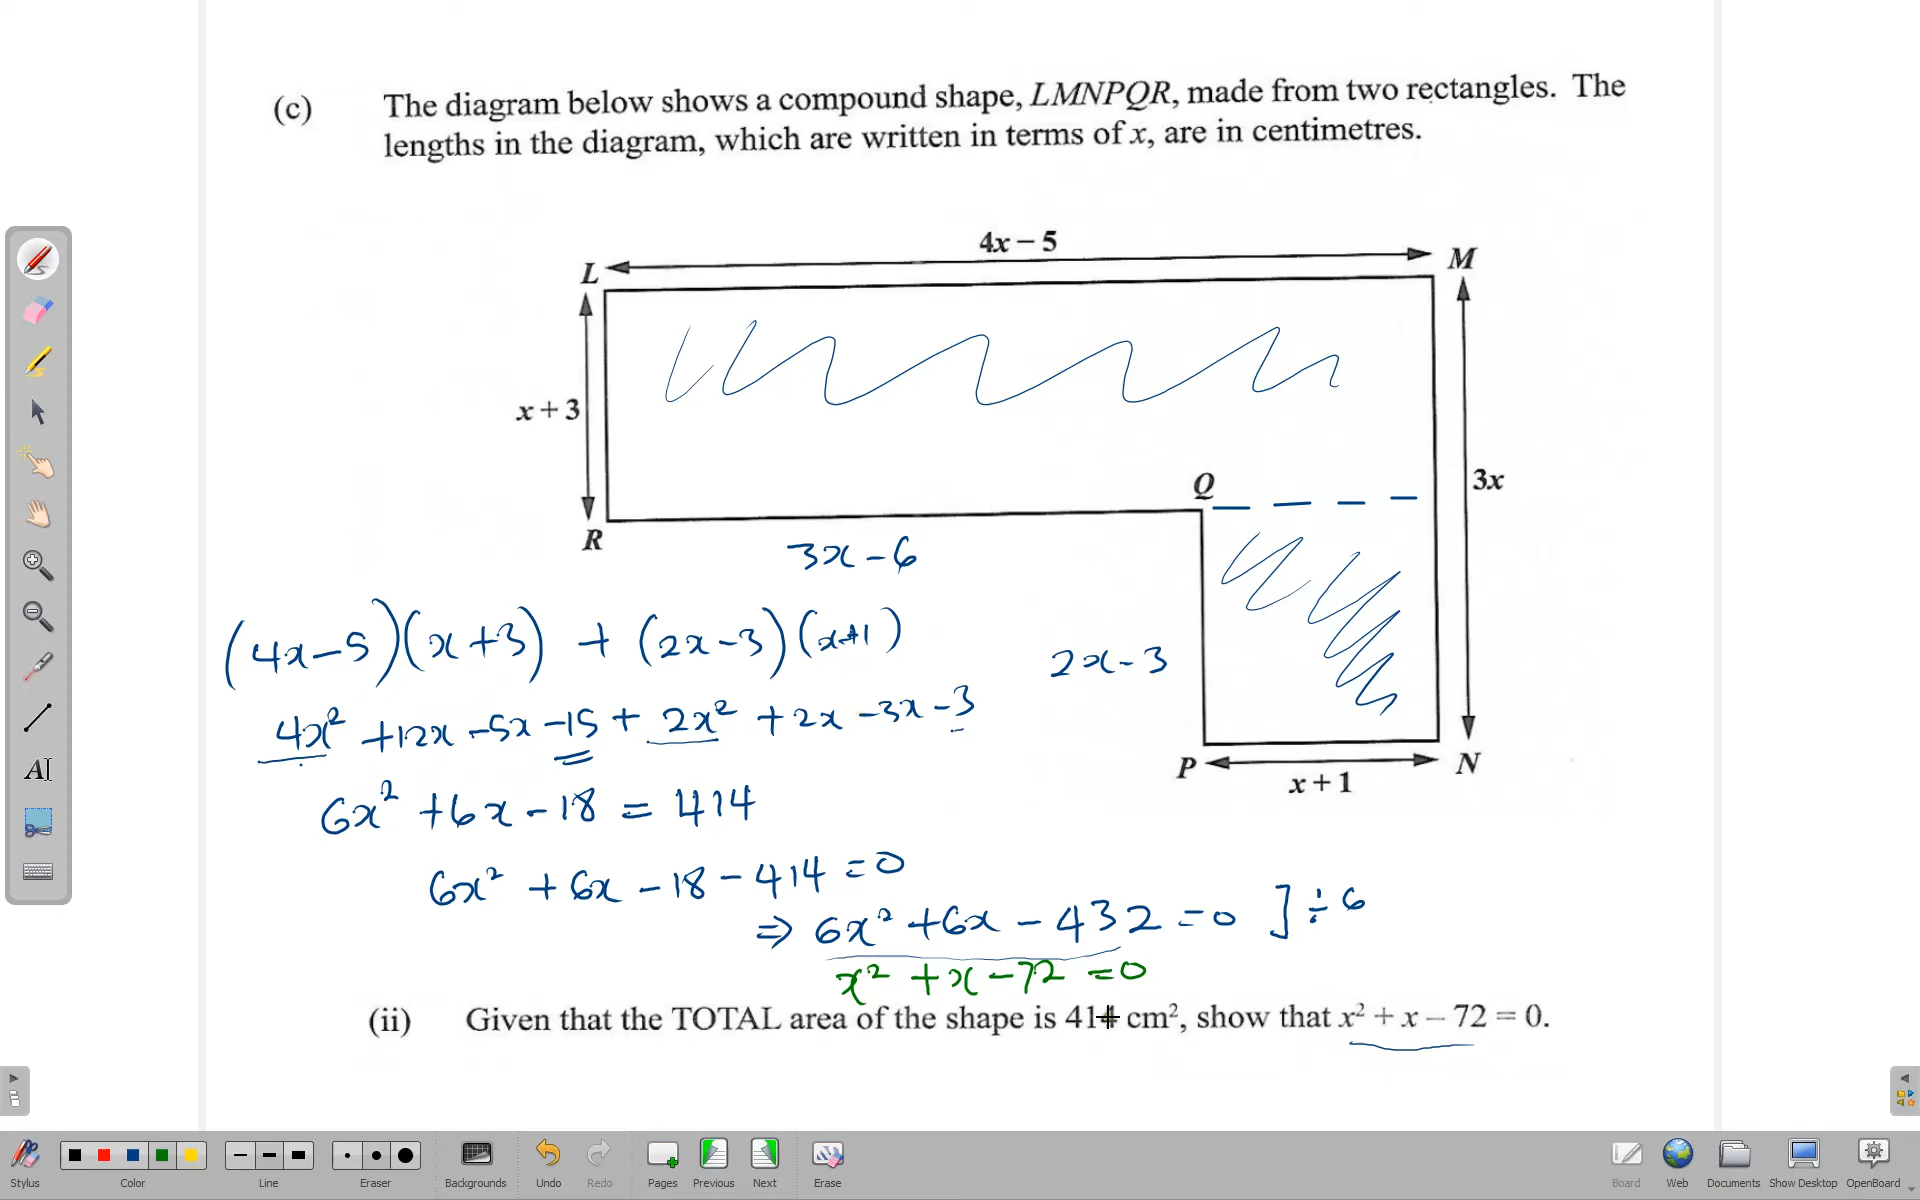 (c) The diagram below shows a compound shape, LMNPQR, made from two rectangles. The
lengths in the diagram, which are written in terms of x, are in centimetres.
4x – 5
L
M
x + 3
Q
3x
R
3x – 6
(4x – 5)(x + 3) + (2x – 3)(x + 1)
2x – 3
4x² + 12x – 5x – 15 + 2x² + 2x – 3x – 3
P
N
x + 1
6x² + 6x – 18 = 414
6x² + 6x – 18 – 414 = 0
⇒ 6x² + 6x – 432 = 0 ] ÷ 6
x² + x – 72 = 0
(ii) Given that the TOTAL area of the shape is 414 cm², show that x² + x – 72 = 0.
Stylus Color Line Eraser Backgrounds Undo Redo Pages Previous Next Erase Board Web Documents Show Desktop OpenBoard